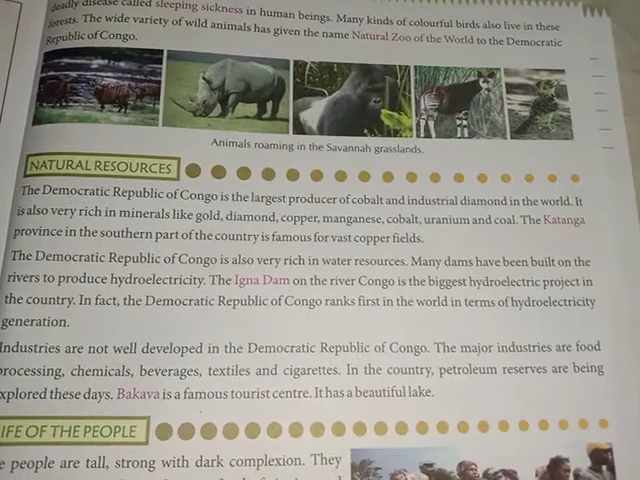 deadly disease called sleeping sickness in human beings. Many kinds of colourful birds also live in these
forests. The wide variety of wild animals has given the name Natural Zoo of the World to the Democratic
Republic of Congo.
Animals roaming in the Savannah grasslands.
NATURAL RESOURCES
The Democratic Republic of Congo is the largest producer of cobalt and industrial diamond in the world. It
is also very rich in minerals like gold, diamond, copper, manganese, cobalt, uranium and coal. The Katanga
province in the southern part of the country is famous for vast copper fields.
The Democratic Republic of Congo is also very rich in water resources. Many dams have been built on the
rivers to produce hydroelectricity. The Igna Dam on the river Congo is the biggest hydroelectric project in
the country. In fact, the Democratic Republic of Congo ranks first in the world in terms of hydroelectricity
generation.
Industries are not well developed in the Democratic Republic of Congo. The major industries are food
processing, chemicals, beverages, textiles and cigarettes. In the country, petroleum reserves are being
xplored these days. Bakava is a famous tourist centre. It has a beautiful lake.
IFE OF THE PEOPLE
e people are tall, strong with dark complexion. They